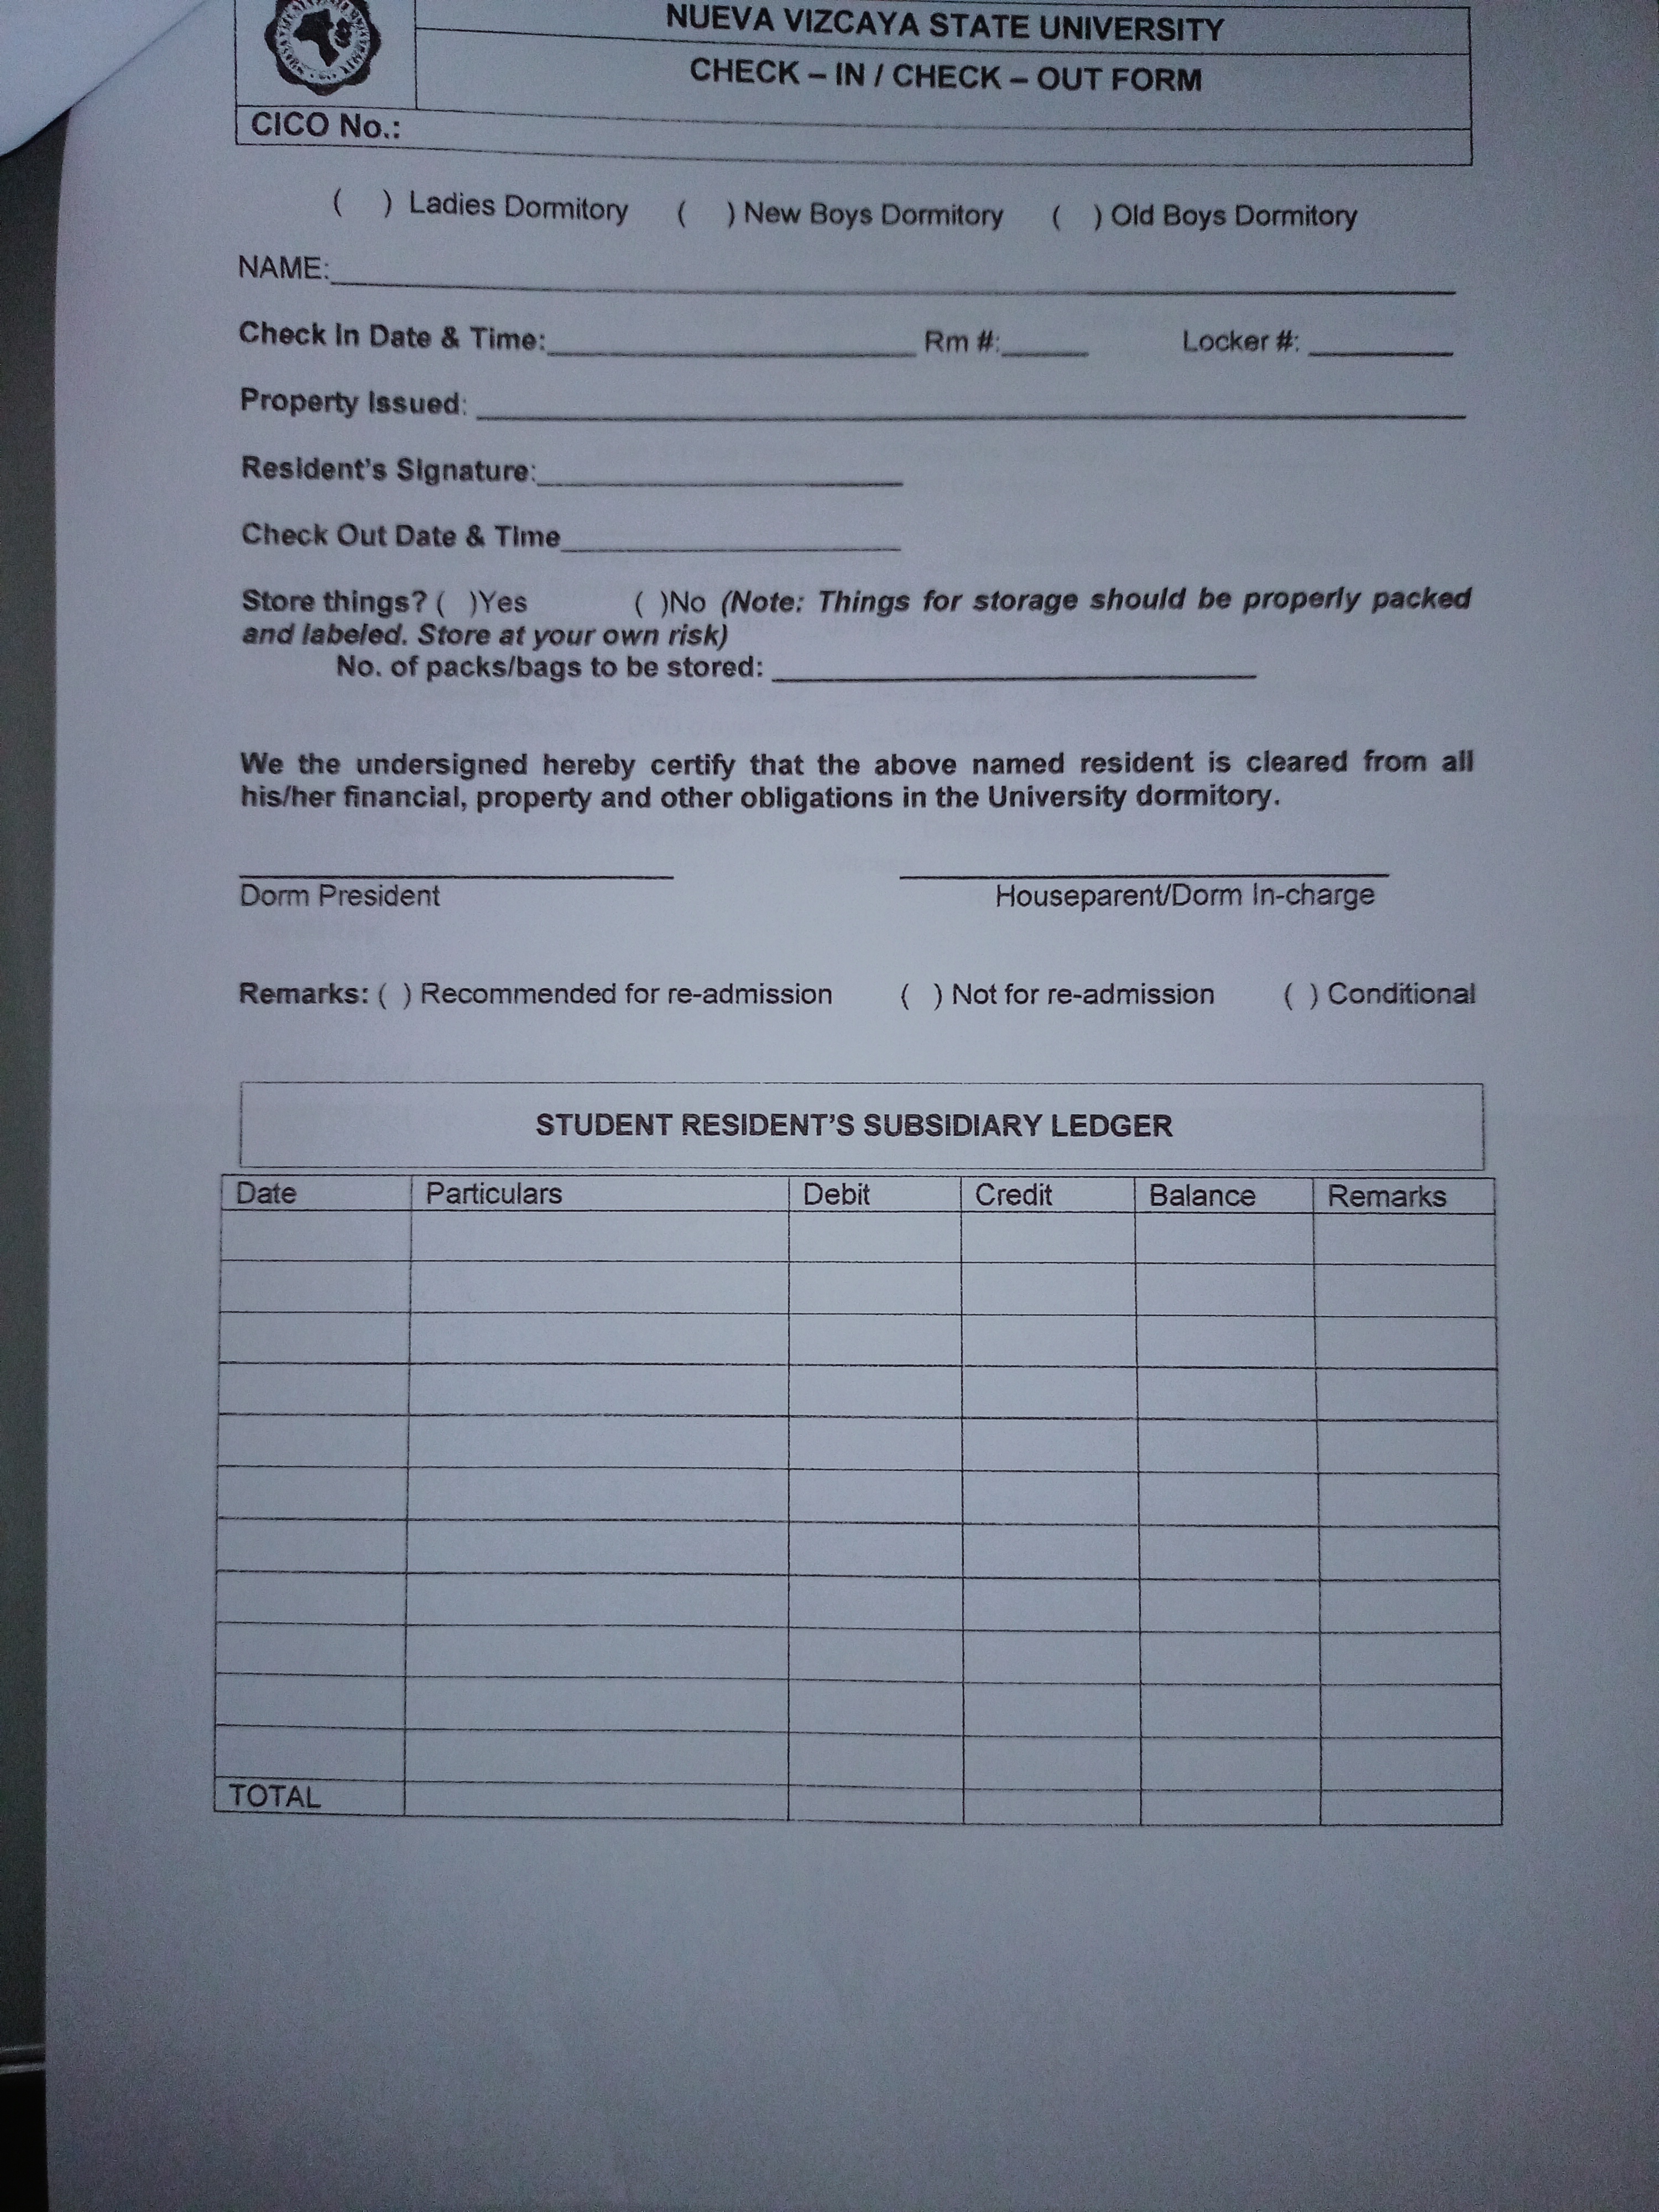 NUEVA VIZCAYA STATE UNIVERSITY
CHECK – IN / CHECK – OUT FORM
CICO No.:
( ) Ladies Dormitory ( ) New Boys Dormitory ( ) Old Boys Dormitory
NAME:
Check In Date & Time: Rm #: Locker #:
Property Issued:
Resident's Signature:
Check Out Date & Time
Store things? ( )Yes ( )No (Note: Things for storage should be properly packed
and labeled. Store at your own risk)
No. of packs/bags to be stored:
We the undersigned hereby certify that the above named resident is cleared from all
his/her financial, property and other obligations in the University dormitory.
Dorm President Houseparent/Dorm In-charge
Remarks: ( ) Recommended for re-admission ( ) Not for re-admission ( ) Conditional
STUDENT RESIDENT'S SUBSIDIARY LEDGER
Date Particulars Debit Credit Balance Remarks
TOTAL